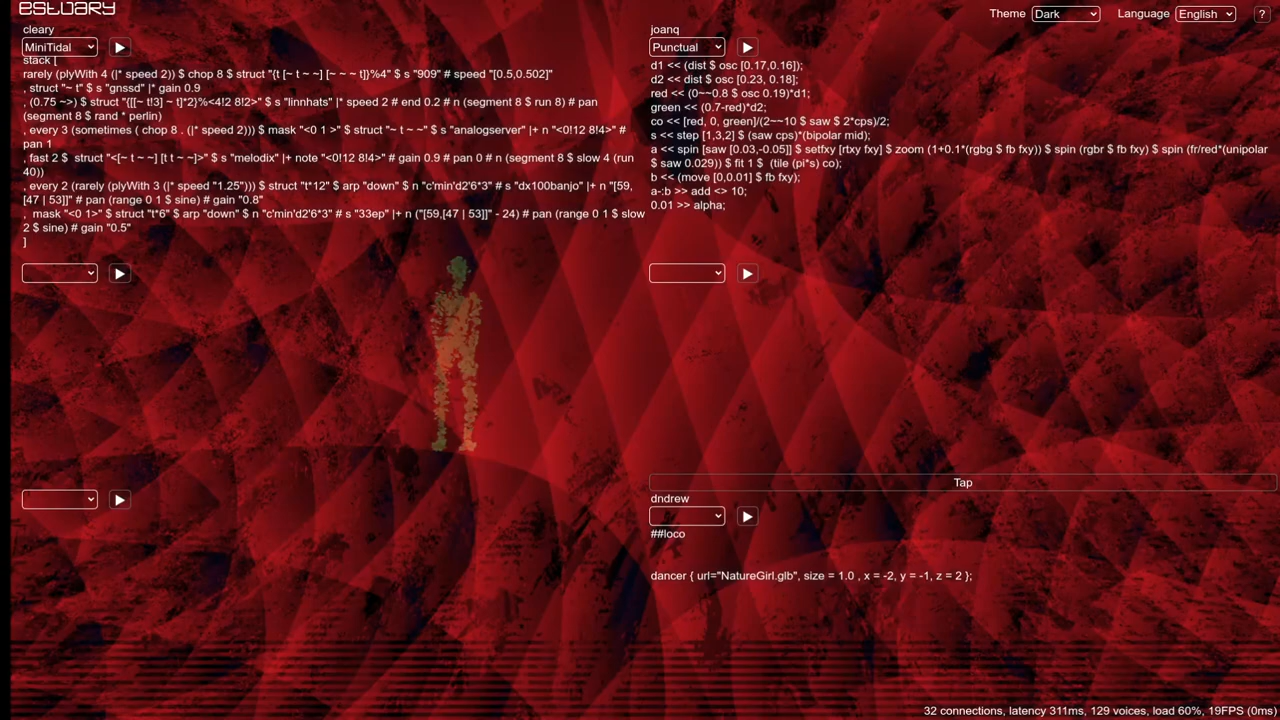 ESTUARY
Theme Dark Language English ?
cleary
MiniTidal
stack [
rarely (plyWith 4 (|* speed 2)) $ chop 8 $ struct "{t [~ t ~ ~] [~ ~ ~ t]}%4" $ s "909" # speed "[0.5,0.502]"
, struct "~ t" $ s "gnssd" |* gain 0.9
, (0.75 ~>) $ struct "{[[~ t!3] ~ t]*2}%<4!2 8!2>" $ s "linnhats" |* speed 2 # end 0.2 # n (segment 8 $ run 8) # pan
(segment 8 $ rand * perlin)
, every 3 (sometimes ( chop 8 . (|* speed 2))) $ mask "<0 1 >" $ struct "~ t ~ ~" $ s "analogserver" |+ n "<0!12 8!4>" #
pan 1
, fast 2 $  struct "<[~ t ~ ~] [t t ~ ~]>" $ s "melodix" |+ note "<0!12 8!4>" # gain 0.9 # pan 0 # n (segment 8 $ slow 4 (run
40))
, every 2 (rarely (plyWith 3 (|* speed "1.25"))) $ struct "t*12" $ arp "down" $ n "c'min'd2'6*3" # s "dx100banjo" |+ n "[59,
[47 | 53]]" # pan (range 0 1 $ sine) # gain "0.8"
,  mask "<0 1>" $ struct "t*6" $ arp "down" $ n "c'min'd2'6*3" # s "33ep" |+ n ("[59,[47 | 53]]" - 24) # pan (range 0 1 $ slow
2 $ sine) # gain "0.5"
]
joanq
Punctual
d1 << (dist $ osc [0.17,0.16]);
d2 << dist $ osc [0.23, 0.18];
red << (0~~0.8 $ osc 0.19)*d1;
green << (0.7-red)*d2;
co << [red, 0, green]/(2~~10 $ saw $ 2*cps)/2;
s << step [1,3,2] $ (saw cps)*(bipolar mid);
a << spin [saw [0.03,-0.05]] $ setfxy [rtxy fxy] $ zoom (1+0.1*(rgbg $ fb fxy)) $ spin (rgbr $ fb fxy) $ spin (fr/red*(unipolar
$ saw 0.029)) $ fit 1 $  (tile (pi*s) co);
b << (move [0,0.01] $ fb fxy);
a-:b >> add <> 10;
0.01 >> alpha;
Tap
dndrew
##loco
dancer { url="NatureGirl.glb", size = 1.0 , x = -2, y = -1, z = 2 };
32 connections, latency 311ms, 129 voices, load 60%, 19FPS (0ms)